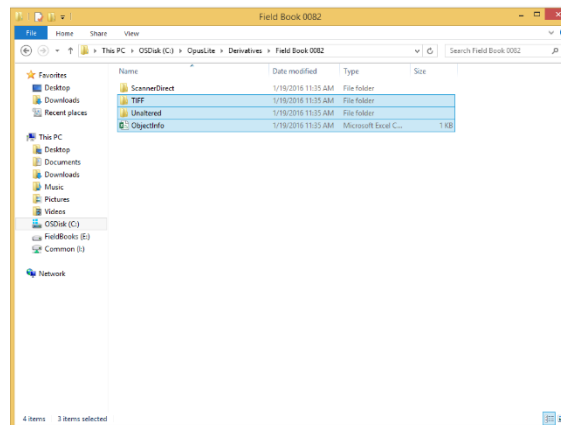 Field Book 0082
File Home Share View
This PC › OSDisk (C:) › OpusLite › Derivatives › Field Book 0082 Search Field Book 0082
Name Date modified Type Size
Favorites
Desktop
Downloads
Recent places
This PC
Desktop
Documents
Downloads
Music
Pictures
Videos
OSDisk (C:)
FieldBooks (E:)
Common (I:)
Network
ScannerDirect 1/19/2016 11:35 AM File folder
TIFF 1/19/2016 11:35 AM File folder
Unaltered 1/19/2016 11:35 AM File folder
ObjectInfo 1/19/2016 11:35 AM Microsoft Excel C... 1 KB
4 items 3 items selected